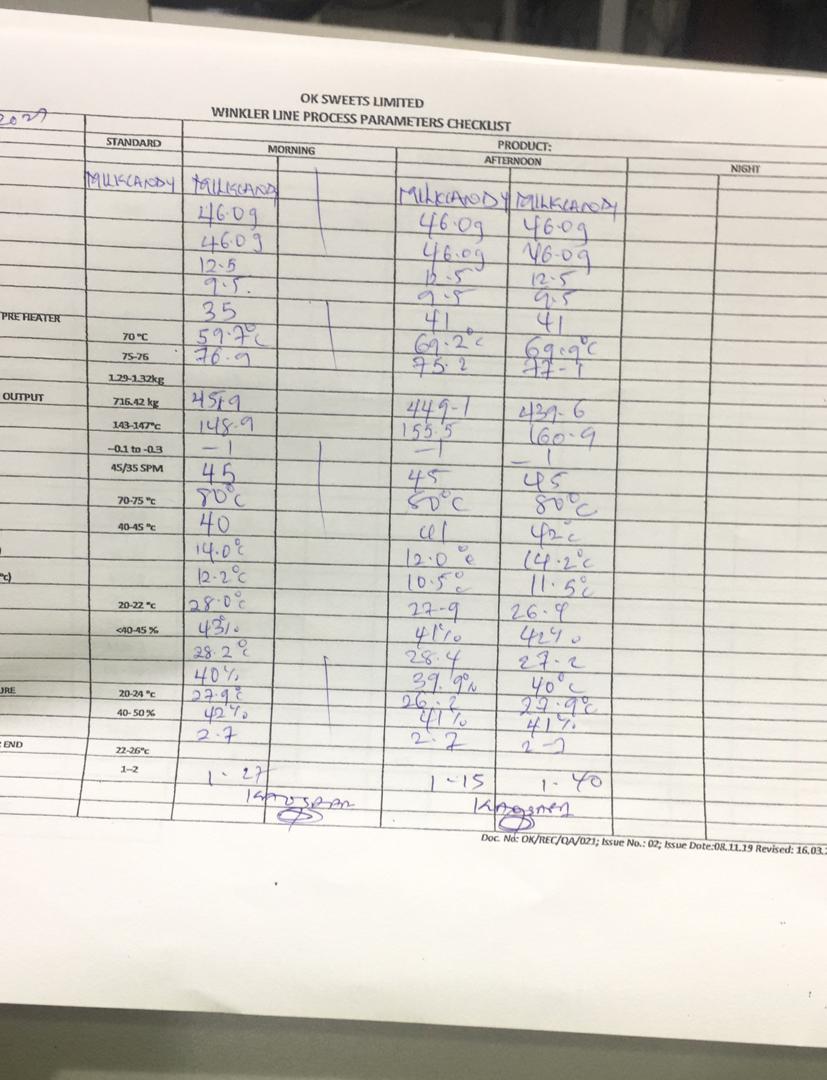 OK SWEETS LIMITED
WINKLER LINE PROCESS PARAMETERS CHECKLIST
STANDARD MORNING PRODUCT: AFTERNOON NIGHT
MILKCANDY MILKCAND MILKCANDY MILKCANDY
46.0g 46.0g 46.0g
46.0g 46.0g 46.0g
12.5 12.5 12.5
9.5. 9.5 9.5
PRE HEATER 35 41 41
70 °C 59.7°c 69.2°c 69.9°c
75-76 76.9 75.2 77-1
1.29-1.32kg
OUTPUT 716.42 kg 449-1 439.6
143-147°c 148.9 155.5 160.9
-0.1 to -0.3 -1 -1 -1
45/35 SPM 45 45 45
70-75 °c 80°c 80°c 80°c
40-45 °c 40 41 42°c
14.0°c 12.0°c 14.2°c
°c) 12.2°c 10.5°c 11.5°c
20-22 °c 28.0°c 27-9 26.9
<40-45 % 43% 41% 42%
28.2°c 28.4 27.2
40% 39.9% 40°c
URE 20-24 °c 27.9°c 26.2 27.9°c
40-50 % 42% 41% 41%
END 22-26°c 2.7 2.7 2-7
1-2 1.27 1-15 1.40
Doc. No: OK/REC/QA/021; Issue No.: 02; Issue Date:08.11.19 Revised: 16.03.